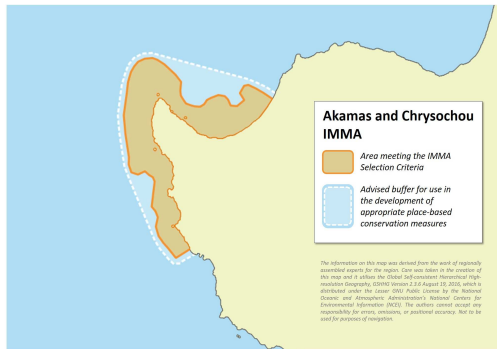 Akamas and Chrysochou
IMMA
Area meeting the IMMA
Selection Criteria
Advised buffer for use in
the development of
appropriate place-based
conservation measures
The information on this map was derived from the work of regionally
assembled experts for the region. Care was taken in the creation of
this map and it utilises the Global Self-consistent Hierarchical High-
resolution Geography, GSHHG Version 2.3.6 August 19, 2016, which is
distributed under the Lesser GNU Public License by the National
Oceanic and Atmospheric Administration's National Centers for
Environmental Information (NCEI). The authors cannot accept any
responsibility for errors, omissions, or positional accuracy. Not to be
used for purposes of navigation.